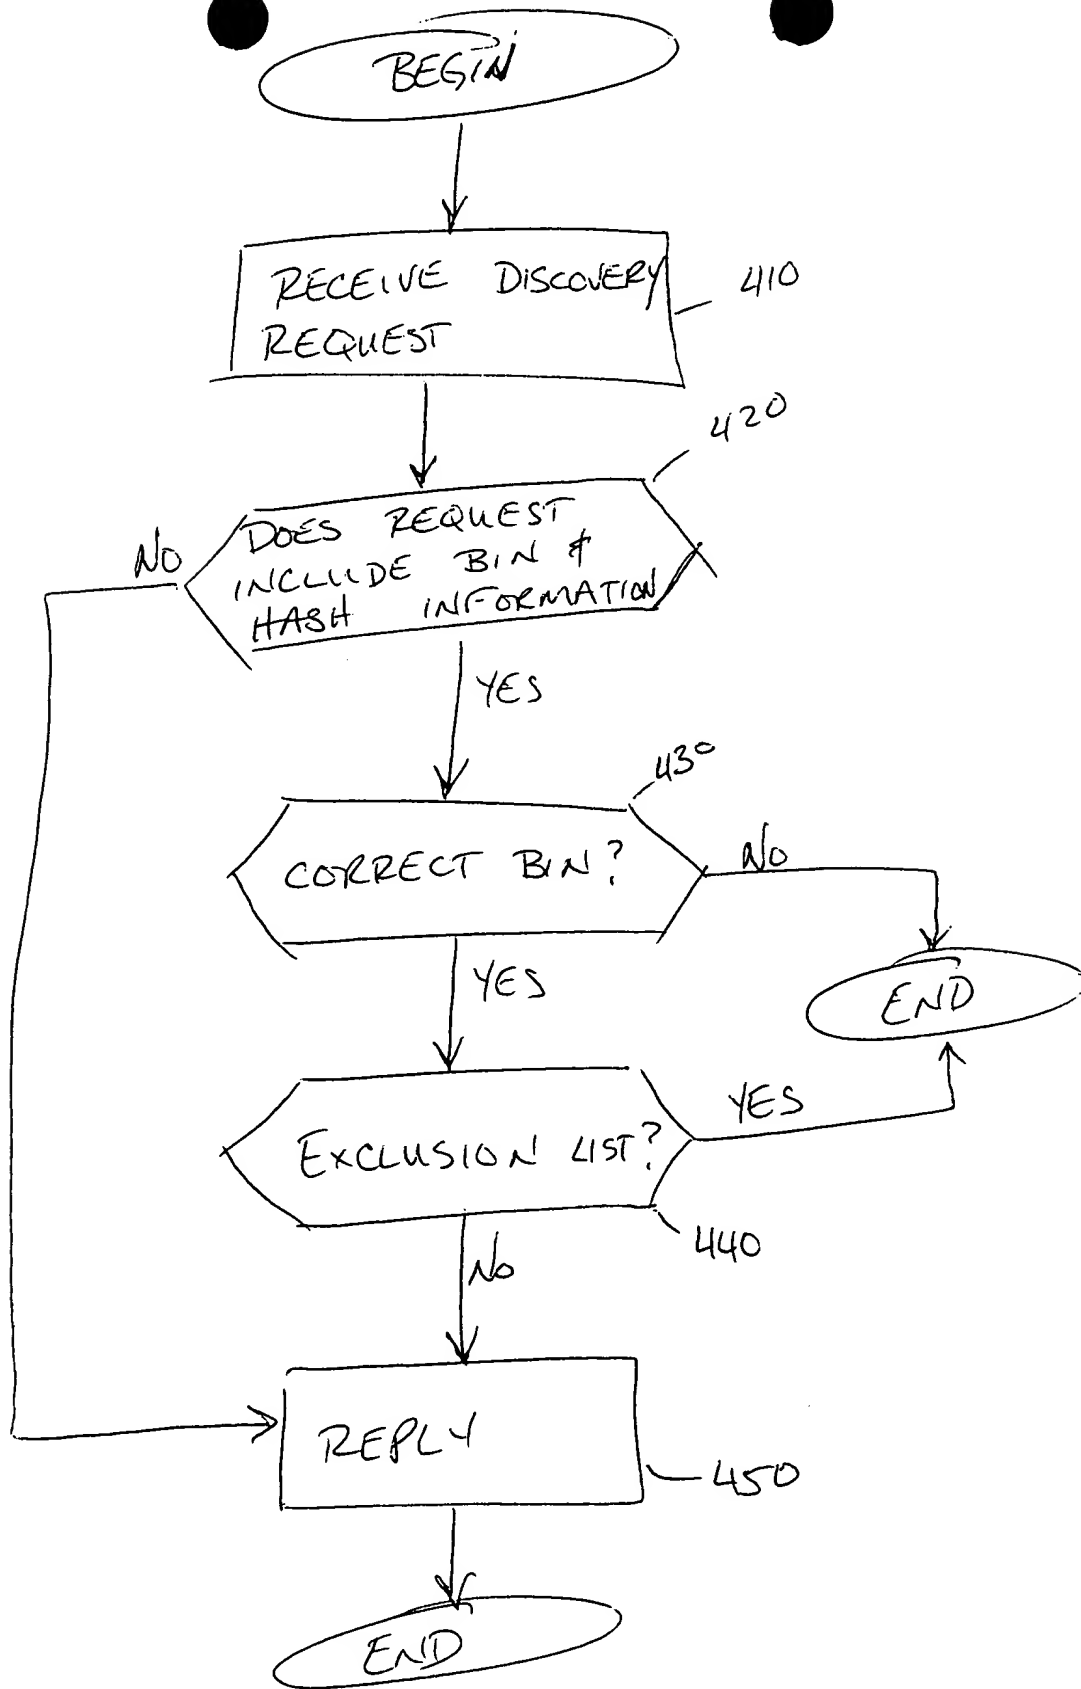 BEGIN
RECEIVE DISCOVERY
REQUEST
410
420
DOES REQUEST
INCLUDE BIN &
HASH INFORMATION
NO
YES
430
CORRECT BIN?
NO
YES
END
EXCLUSION LIST?
YES
440
NO
REPLY
450
END